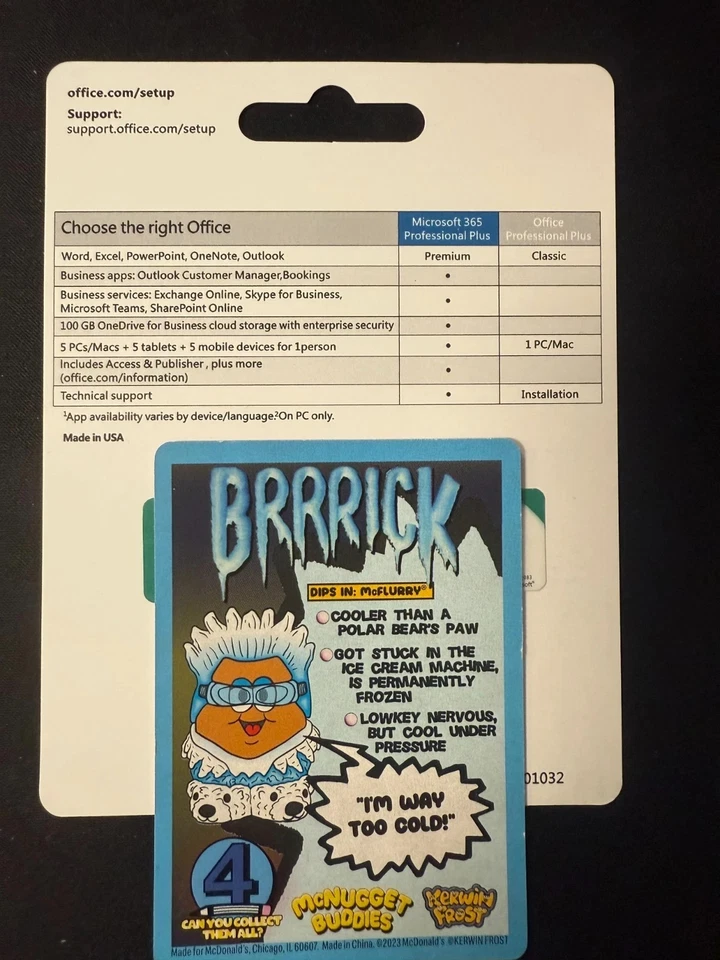 office.com/setup
Support:
support.office.com/setup
Choose the right Office
Microsoft 365
Professional Plus
Office
Professional Plus
Word, Excel, PowerPoint, OneNote, Outlook
Premium
Classic
Business apps: Outlook Customer Manager,Bookings
•
Business services: Exchange Online, Skype for Business,
Microsoft Teams, SharePoint Online
•
100 GB OneDrive for Business cloud storage with enterprise security
•
5 PCs/Macs + 5 tablets + 5 mobile devices for 1person
•
1 PC/Mac
Includes Access & Publisher, plus more
(office.com/information)
•
Technical support
•
Installation
¹App availability varies by device/language.²On PC only.
Made in USA
BRRRICK
DIPS IN: McFLURRY®
COOLER THAN A
POLAR BEAR'S PAW
GOT STUCK IN THE
ICE CREAM MACHINE,
IS PERMANENTLY
FROZEN
LOWKEY NERVOUS,
BUT COOL UNDER
PRESSURE
01032
"I'M WAY
TOO COLD!"
4
CAN YOU COLLECT
THEM ALL?
McNUGGET
BUDDIES
KERWIN
FROST
Made for McDonald's, Chicago, IL 60607. Made in China. ©2023 McDonald's ©KERWIN FROST